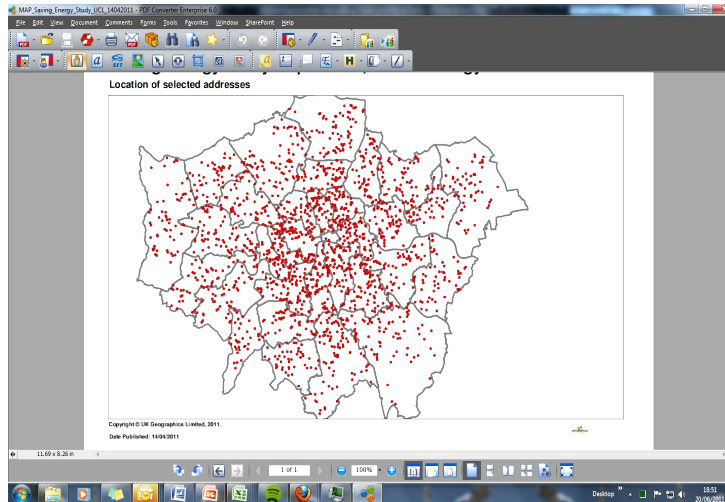 MAP_Saving_Energy_Study_UCL_14042011 - PDF Converter Enterprise 6.0
File Edit View Document Comments Forms Tools Favorites Window SharePoint Help
Location of selected addresses
Copyright © UK Geographics Limited, 2011.
Date Published: 14/04/2011
11.69 x 8.26 in
1 of 1
100%
Desktop
18:51
20/06/2011